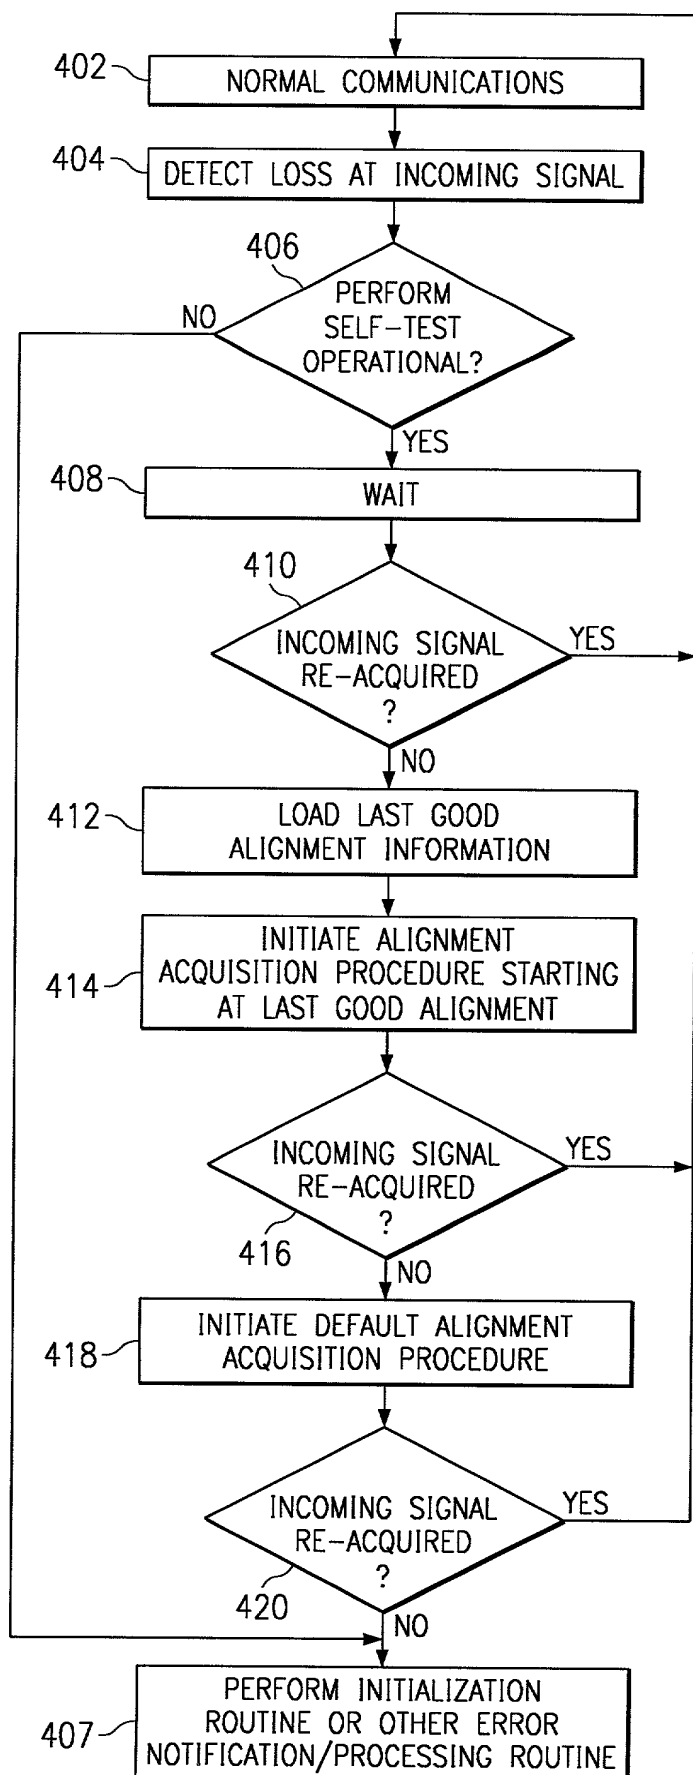 402
NORMAL COMMUNICATIONS
404
DETECT LOSS AT INCOMING SIGNAL
406
PERFORM
SELF-TEST
OPERATIONAL?
NO
YES
408
WAIT
410
INCOMING SIGNAL
RE-ACQUIRED
?
YES
NO
412
LOAD LAST GOOD
ALIGNMENT INFORMATION
414
INITIATE ALIGNMENT
ACQUISITION PROCEDURE STARTING
AT LAST GOOD ALIGNMENT
INCOMING SIGNAL
RE-ACQUIRED
?
YES
416
NO
418
INITIATE DEFAULT ALIGNMENT
ACQUISITION PROCEDURE
INCOMING SIGNAL
RE-ACQUIRED
?
YES
420
NO
407
PERFORM INITIALIZATION
ROUTINE OR OTHER ERROR
NOTIFICATION/PROCESSING ROUTINE